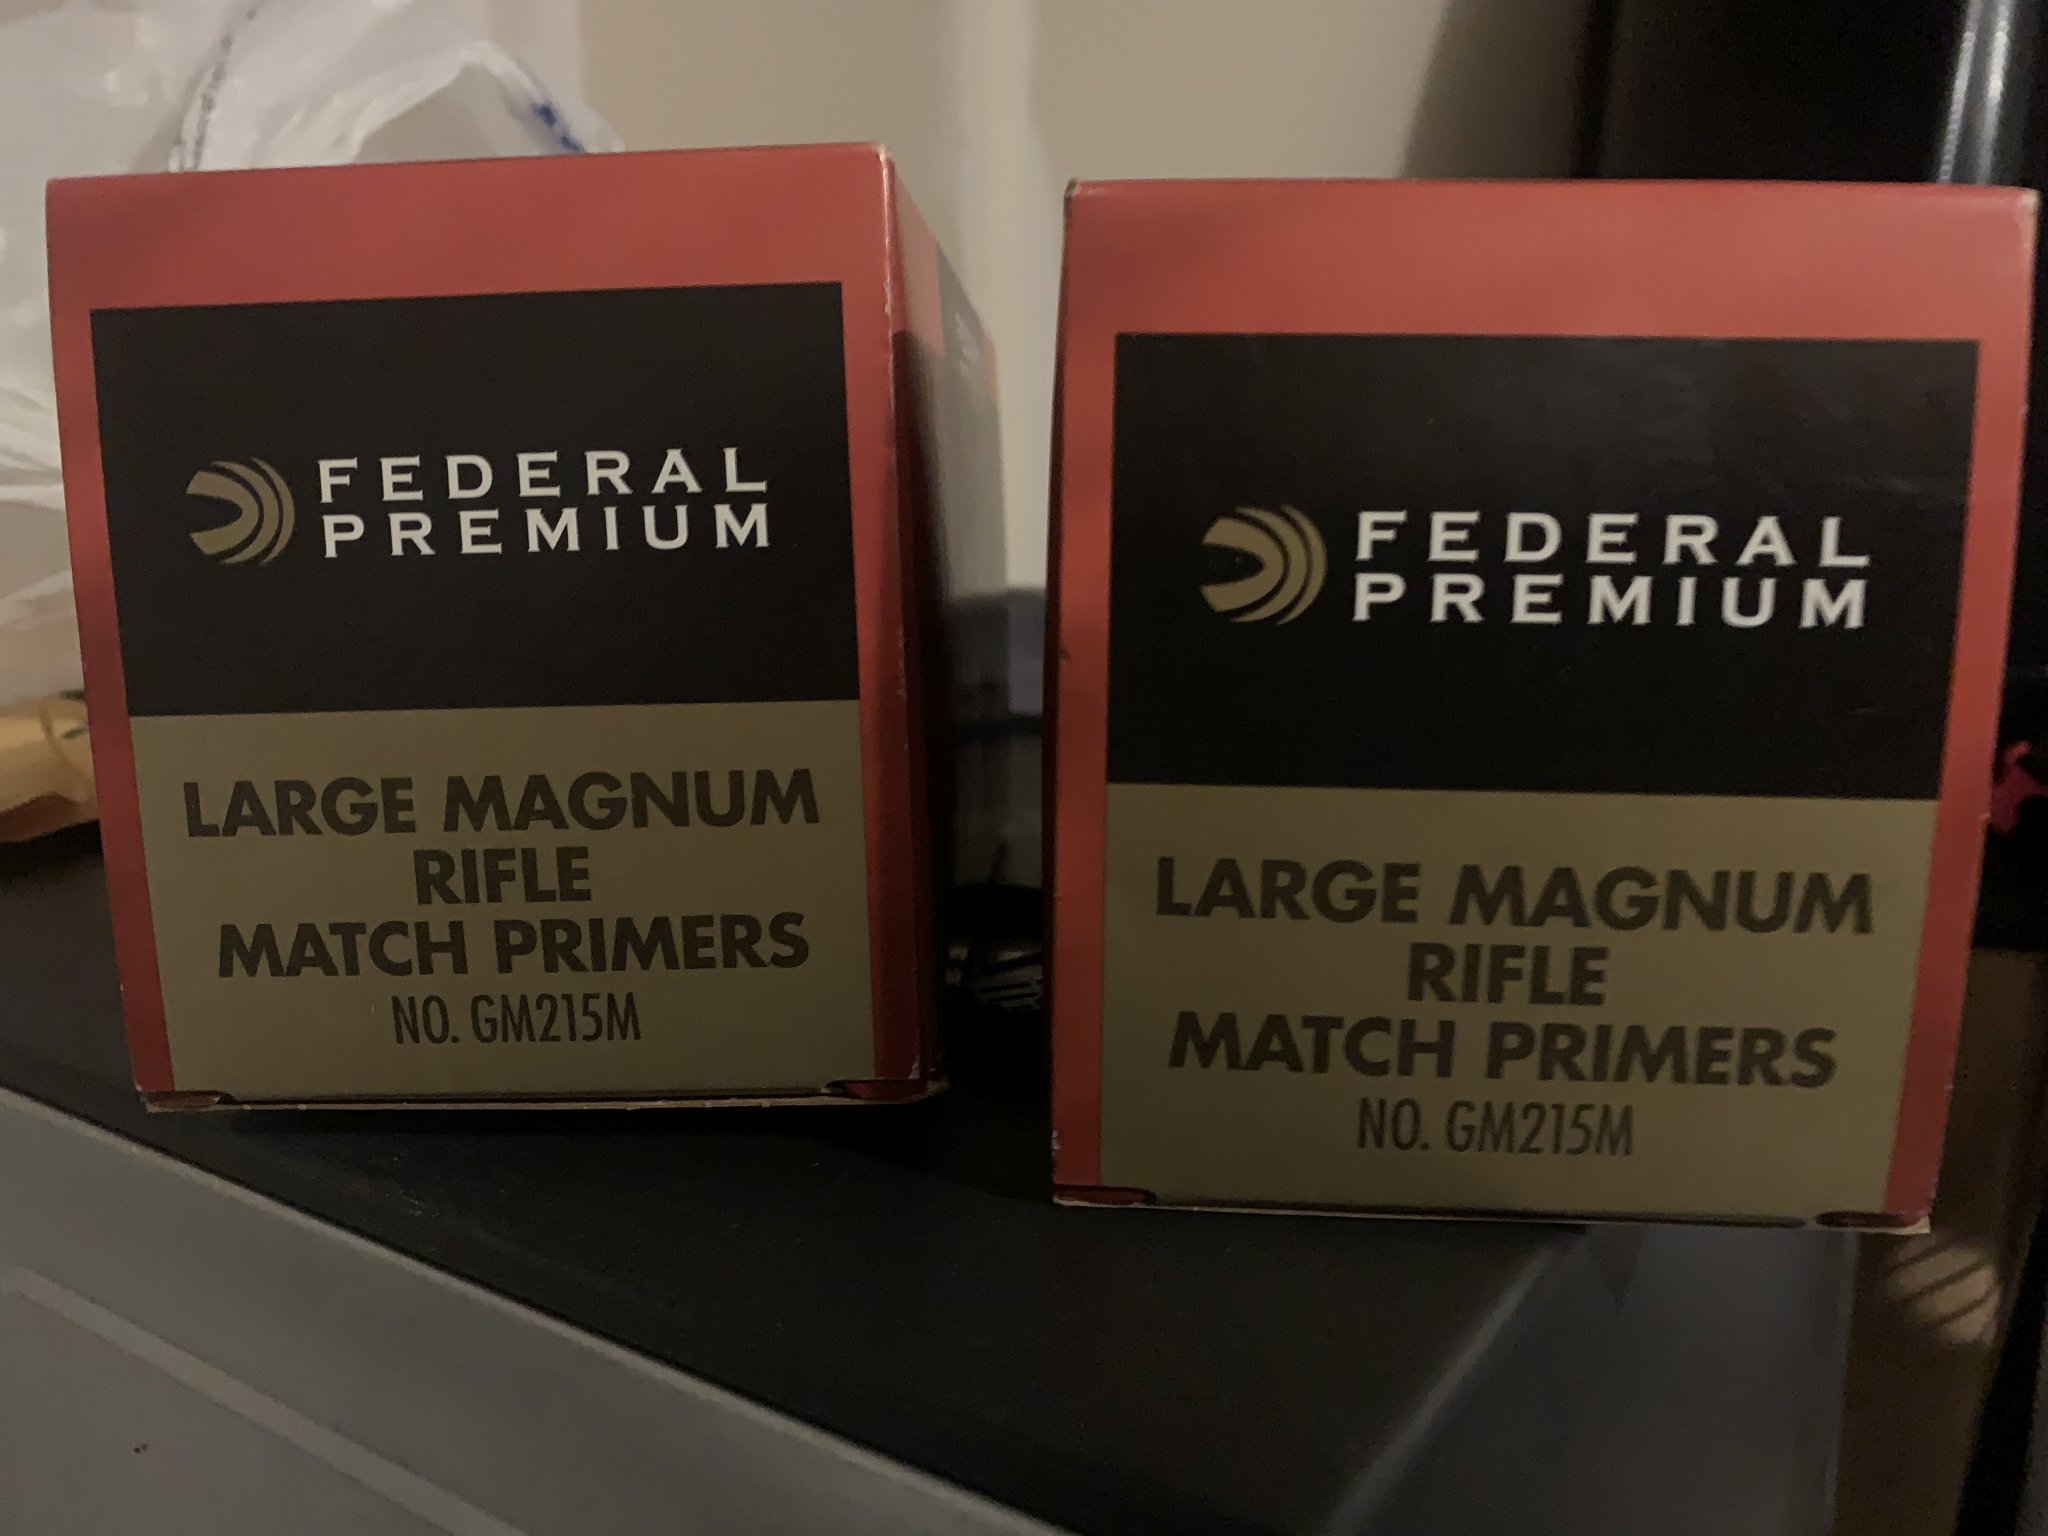 FEDERAL
PREMIUM
LARGE MAGNUM
RIFLE
MATCH PRIMERS
NO. GM215M
FEDERAL
PREMIUM
LARGE MAGNUM
RIFLE
MATCH PRIMERS
NO. GM215M